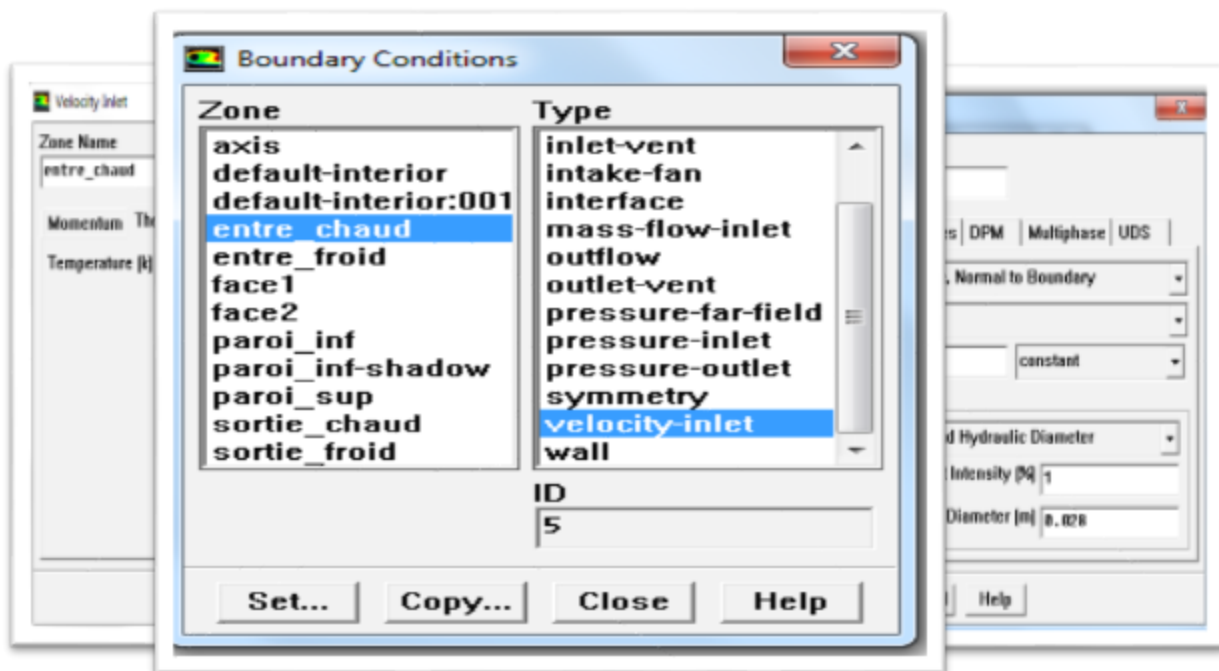 Boundary Conditions
Zone
axis
default-interior
default-interior:001
entre_chaud
entre_froid
face1
face2
paroi_inf
paroi_inf-shadow
paroi_sup
sortie_chaud
sortie_froid
Type
inlet-vent
intake-fan
interface
mass-flow-inlet
outflow
outlet-vent
pressure-far-field
pressure-inlet
pressure-outlet
symmetry
velocity-inlet
wall
ID
5
Set... Copy... Close Help
Velocity Inlet
Zone Name
entre_chaud
Momentum
Temperature (k)
DPM Multiphase UDS
Normal to Boundary
constant
Hydraulic Diameter
Intensity (%) 1
Diameter (m) 0.028
Help